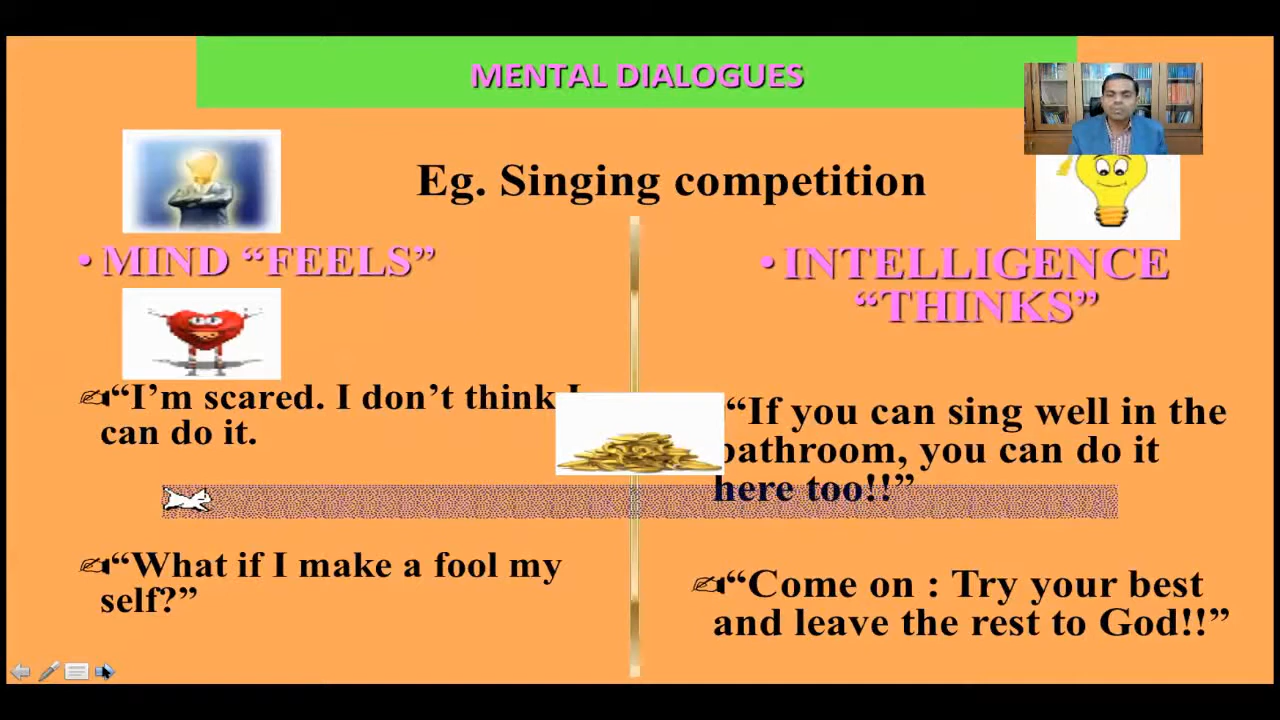 MENTAL DIALOGUES
Eg. Singing competition
• MIND “FEELS”
“I’m scared. I don’t think I
can do it.
“What if I make a fool my
self?”
• INTELLIGENCE
“THINKS”
“If you can sing well in the
bathroom, you can do it
here too!!”
“Come on : Try your best
and leave the rest to God!!”